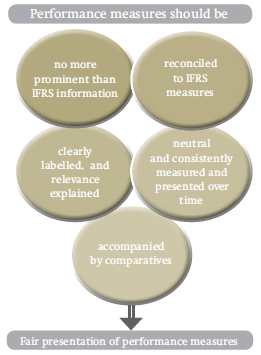 Performance measures should be
no more
prominent than
IFRS information
reconciled
to IFRS
measures
clearly
labelled, and
relevance
explained
neutral
and consistently
measured and
presented over
time
accompanied
by comparatives
Fair presentation of performance measures